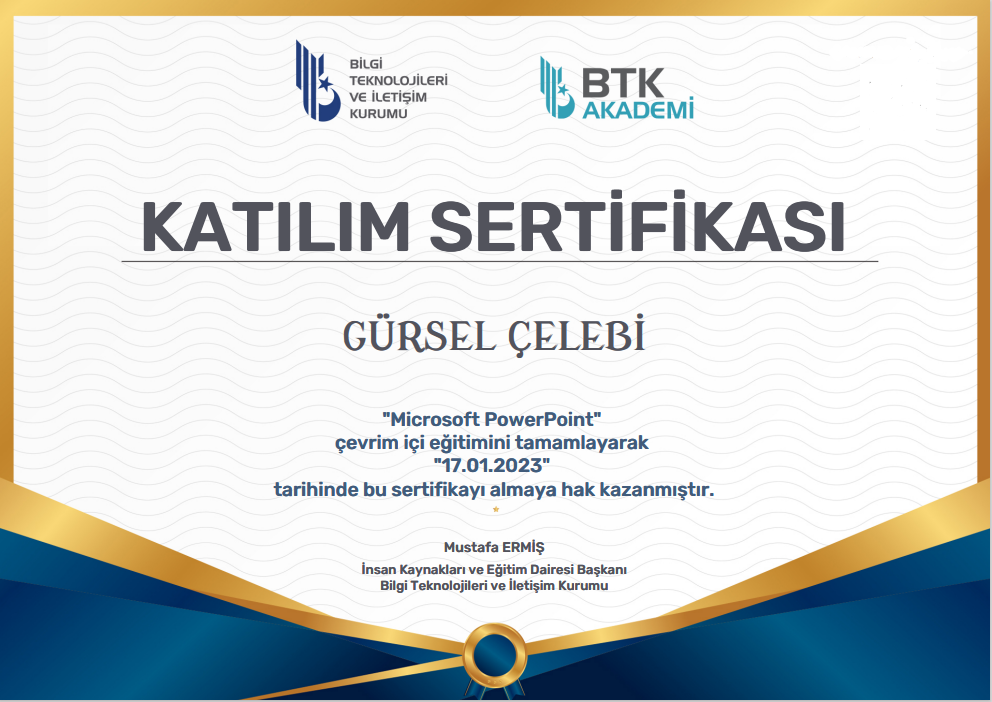 BİLGİ
TEKNOLOJİLERİ
VE İLETİŞİM
KURUMU
BTK
AKADEMİ
KATILIM SERTİFİKASI
GÜRSEL ÇELEBİ
"Microsoft PowerPoint"
çevrim içi eğitimini tamamlayarak
"17.01.2023"
tarihinde bu sertifikayı almaya hak kazanmıştır.
Mustafa ERMİŞ
İnsan Kaynakları ve Eğitim Dairesi Başkanı
Bilgi Teknolojileri ve İletişim Kurumu